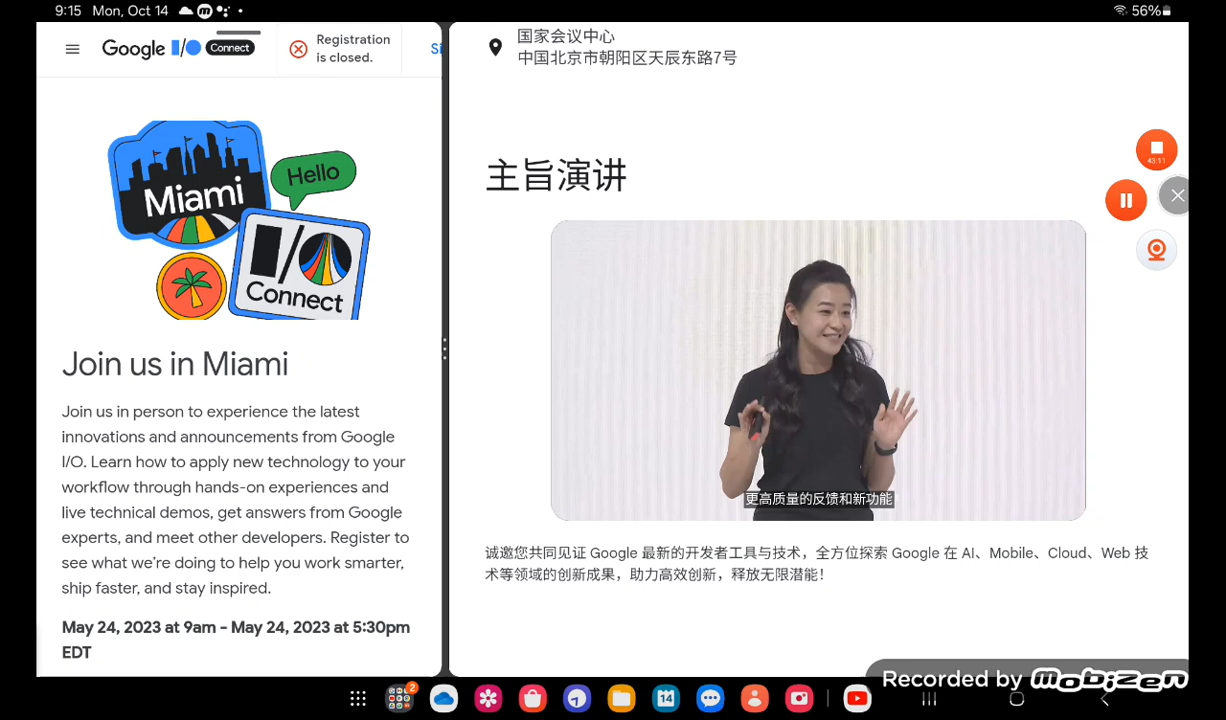 9:15 Mon, Oct 14
56%
Google I/O Connect
Registration
is closed.
Si
Miami
Hello
I/O
Connect
Join us in Miami
Join us in person to experience the latest
innovations and announcements from Google
I/O. Learn how to apply new technology to your
workflow through hands-on experiences and
live technical demos, get answers from Google
experts, and meet other developers. Register to
see what we're doing to help you work smarter,
ship faster, and stay inspired.
May 24, 2023 at 9am - May 24, 2023 at 5:30pm
EDT
国家会议中心
中国北京市朝阳区天辰东路7号
主旨演讲
更高质量的反馈和新功能
诚邀您共同见证 Google 最新的开发者工具与技术，全方位探索 Google 在 AI、Mobile、Cloud、Web 技
术等领域的创新成果，助力高效创新，释放无限潜能！
43:11
2
14
Recorded by mobizen